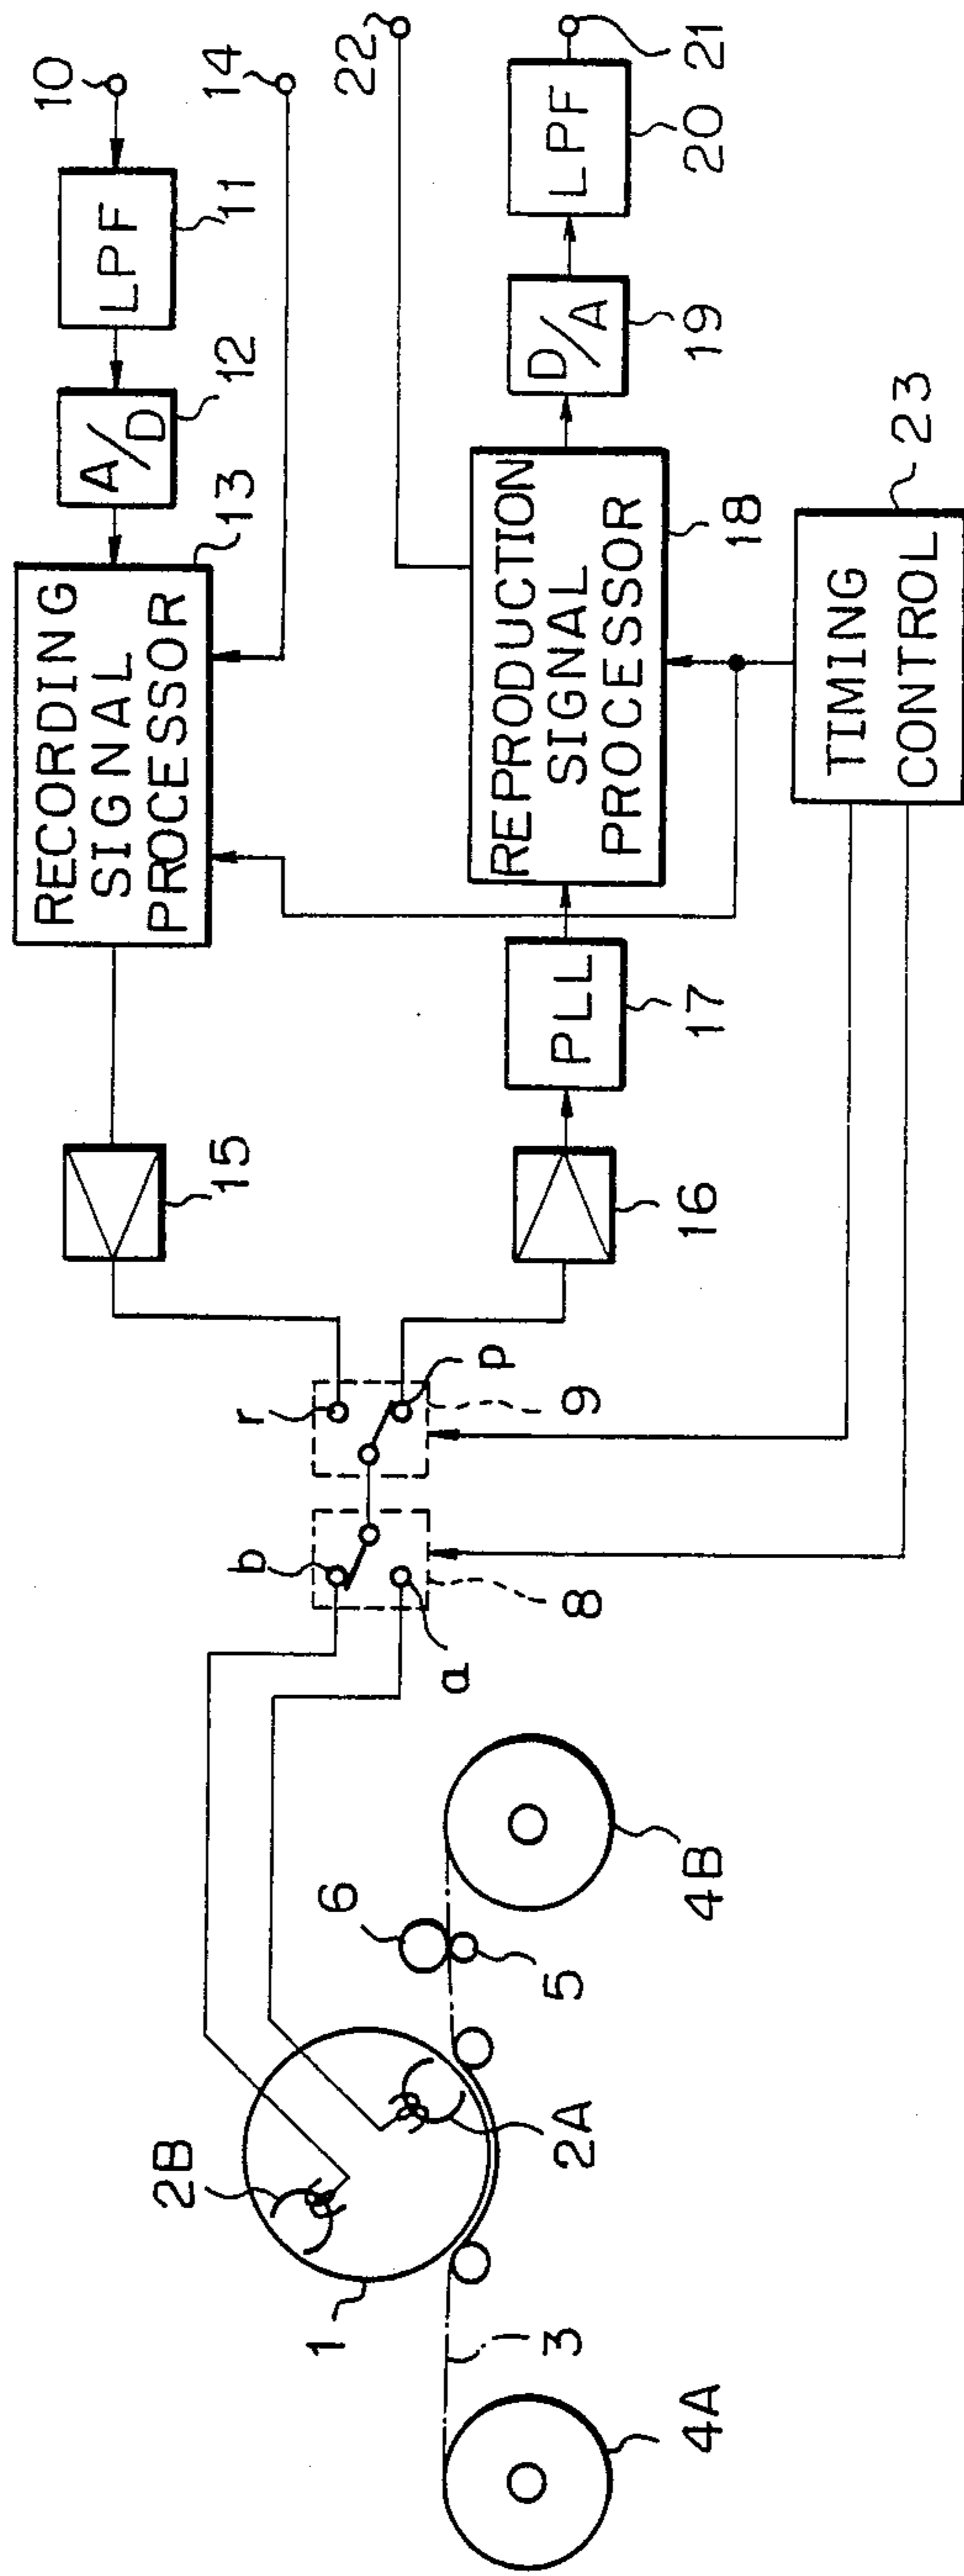 10
LPF
11
A/D
12
RECORDING
SIGNAL
PROCESSOR
13
14
15
22
21
LPF
20
D/A
19
REPRODUCTION
SIGNAL
PROCESSOR
18
PLL
17
16
TIMING
CONTROL
23
r
p
9
b
a
8
2B
2A
1
6
5
4B
3
4A